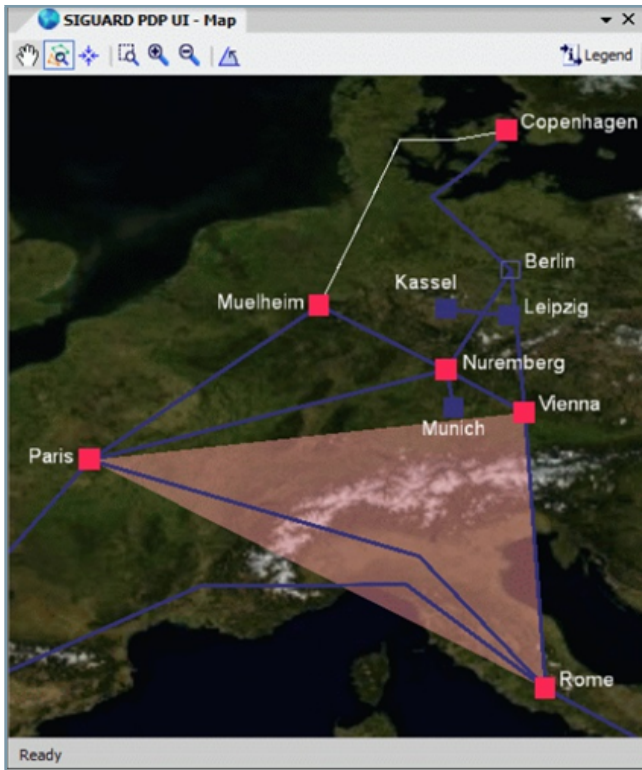 SIGUARD PDP UI - Map
Legend
Copenhagen
Berlin
Kassel
Muelheim
Leipzig
Nuremberg
Vienna
Munich
Paris
Rome
Ready